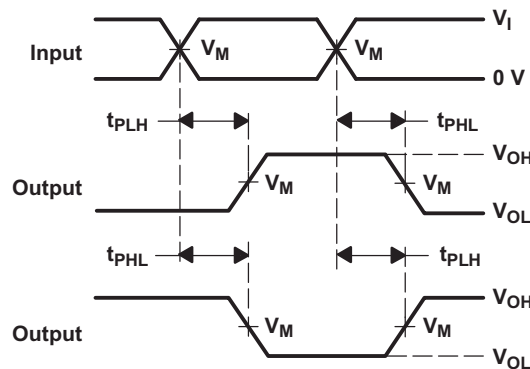 V_I
Input V_M V_M
0 V
t_PLH t_PHL
V_OH
Output V_M V_M
V_OL
t_PHL t_PLH
V_OH
Output V_M V_M
V_OL